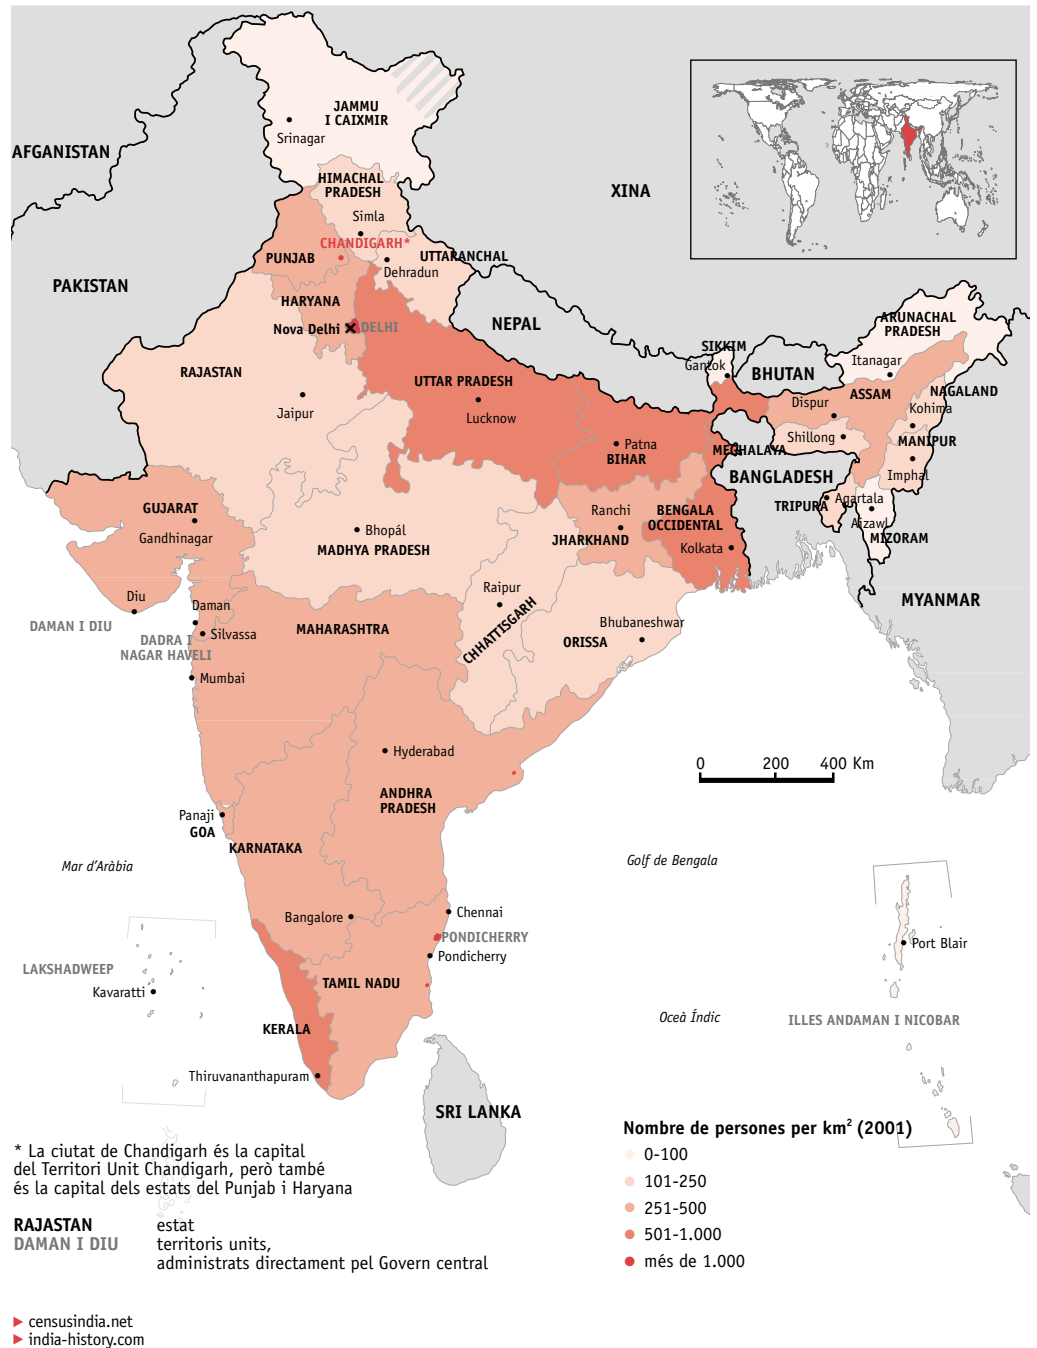 JAMMU
I CAIXMIR
Srinagar
AFGANISTAN
HIMACHAL
PRADESH
XINA
Simla
CHANDIGARH*
PUNJAB
UTTARANCHAL
Dehradun
PAKISTAN
HARYANA
Nova Delhi
DELHI
NEPAL
ARUNACHAL
PRADESH
SIKKIM
Gantok
Itanagar
BHUTAN
RAJASTAN
UTTAR PRADESH
ASSAM
NAGALAND
Dispur
Kohima
Jaipur
Lucknow
Shillong
MANIPUR
Patna
BIHAR
MEGHALAYA
Imphal
BANGLADESH
GUJARAT
Gandhinagar
Ranchi
BENGALA
OCCIDENTAL
TRIPURA
Agartala
Aizawl
MIZORAM
Bhopál
MADHYA PRADESH
JHARKHAND
Kolkata
Raipur
CHHATTISGARH
MYANMAR
Diu
Daman
DAMAN I DIU
DADRA I
NAGAR HAVELI
Silvassa
MAHARASHTRA
Bhubaneshwar
ORISSA
Mumbai
Hyderabad
0 200 400 Km
ANDHRA
PRADESH
Panaji
GOA
KARNATAKA
Mar d'Aràbia
Golf de Bengala
Bangalore
Chennai
PONDICHERRY
Pondicherry
Port Blair
LAKSHADWEEP
Kavaratti
TAMIL NADU
KERALA
Oceà Índic
ILLES ANDAMAN I NICOBAR
Thiruvananthapuram
SRI LANKA
* La ciutat de Chandigarh és la capital
del Territori Unit Chandigarh, però també
és la capital dels estats del Punjab i Haryana
RAJASTAN estat
DAMAN I DIU territoris units,
administrats directament pel Govern central
Nombre de persones per km² (2001)
0-100
101-250
251-500
501-1.000
més de 1.000
censusindia.net
india-history.com